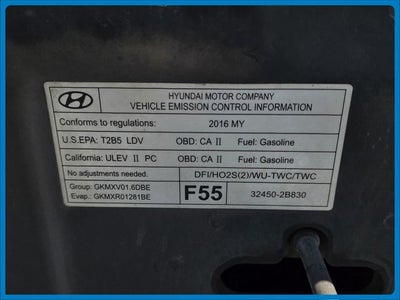 HYUNDAI MOTOR COMPANY
VEHICLE EMISSION CONTROL INFORMATION
Conforms to regulations: 2016 MY
U.S.EPA: T2B5 LDV OBD: CA II Fuel: Gasoline
California: ULEV II PC OBD: CA II Fuel: Gasoline
No adjustments needed. DFI/HO2S(2)/WU-TWC/TWC
Group: GKMXV01.6DBE
Evap.: GKMXR01281BE
F55
32450-2B830